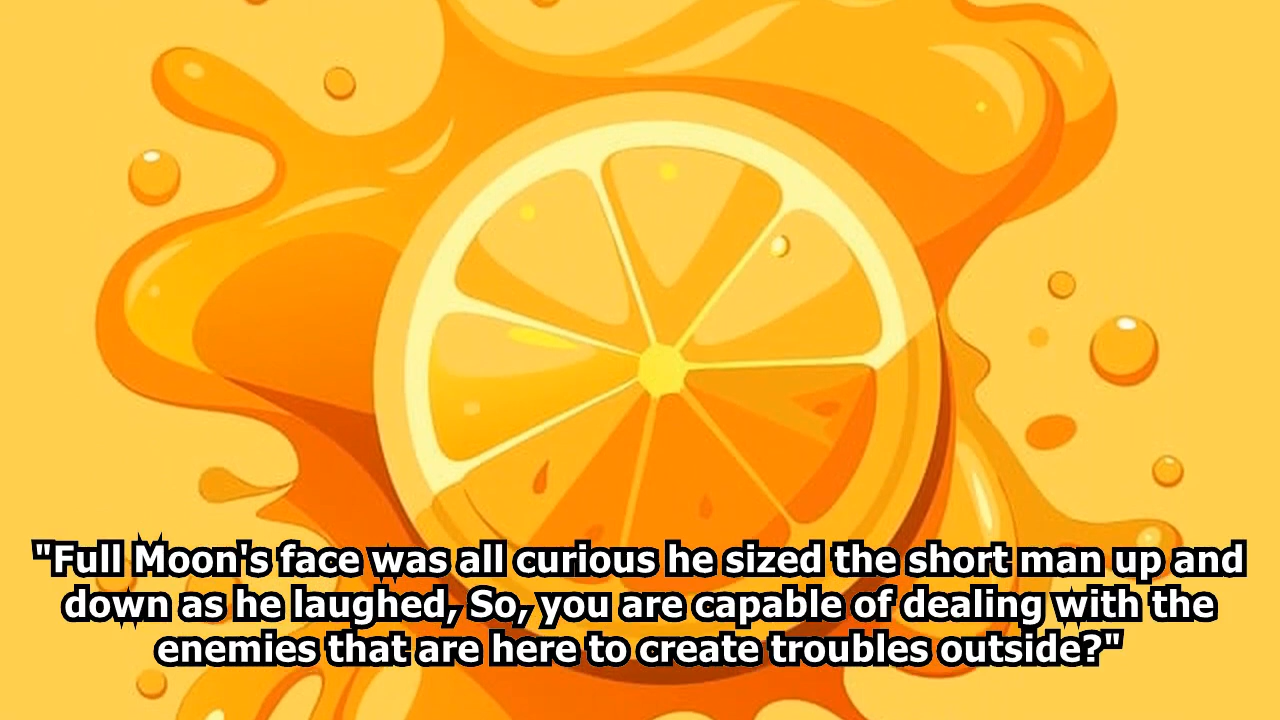 "Full Moon's face was all curious he sized the short man up and
down as he laughed, So, you are capable of dealing with the
enemies that are here to create troubles outside?"